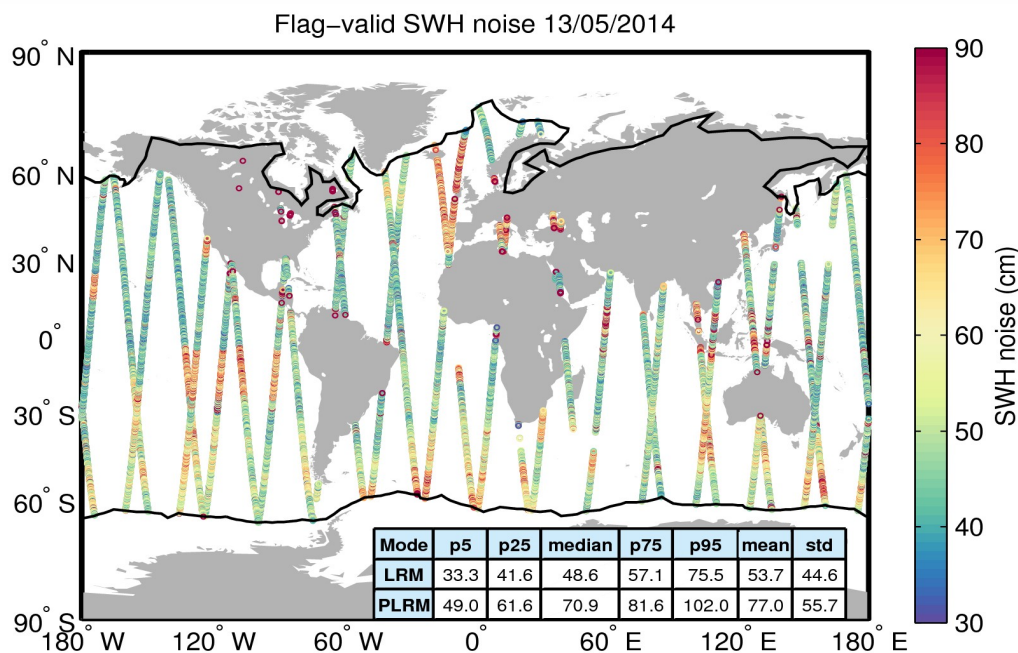 Flag−valid SWH noise 13/05/2014
90° N
60° N
30° N
0°
30° S
60° S
90° S
180° W
120° W
60° W
0°
60° E
120° E
180° E
90
80
70
60
50
40
30
SWH noise (cm)
Mode p5 p25 median p75 p95 mean std
LRM 33.3 41.6 48.6 57.1 75.5 53.7 44.6
PLRM 49.0 61.6 70.9 81.6 102.0 77.0 55.7